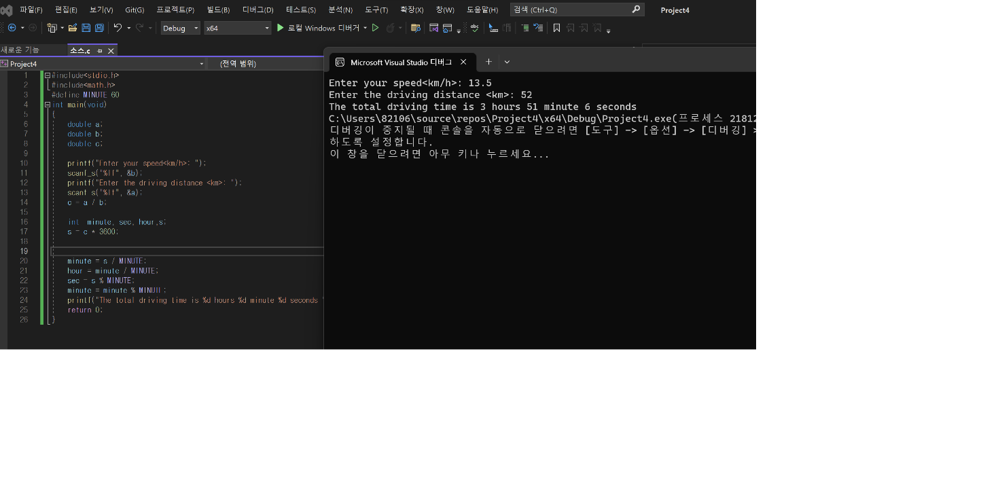 파일(F) 편집(E) 보기(V) Git(G) 프로젝트(P) 빌드(B) 디버그(D) 테스트(S) 분석(N) 도구(T) 확장(X) 창(W) 도움말(H) 검색 (Ctrl+Q) Project4
Debug x64 로컬 Windows 디버거
새로운 기능 소스.c
Project4 (전역 범위)
1 #include<stdio.h>
2 #include<math.h>
3 #define MINUTE 60
4 int main(void)
5 {
6 double a;
7 double b;
8 double c;
9
10 printf("Enter your speed<km/h>: ");
11 scanf_s("%lf", &b);
12 printf("Enter the driving distance <km>: ");
13 scanf_s("%lf", &a);
14 c = a / b;
15
16 int minute, sec, hour,s;
17 s = c * 3600;
18
19
20 minute = s / MINUTE;
21 hour = minute / MINUTE;
22 sec = s % MINUTE;
23 minute = minute % MINUTE;
24 printf("The total driving time is %d hours %d minute %d seconds "
25 return 0;
26 }
Microsoft Visual Studio 디버그
Enter your speed<km/h>: 13.5
Enter the driving distance <km>: 52
The total driving time is 3 hours 51 minute 6 seconds
C:\Users\82106\source\repos\Project4\x64\Debug\Project4.exe(프로세스 21812
디버깅이 중지될 때 콘솔을 자동으로 닫으려면 [도구] -> [옵션] -> [디버깅] >
하도록 설정합니다.
이 창을 닫으려면 아무 키나 누르세요...